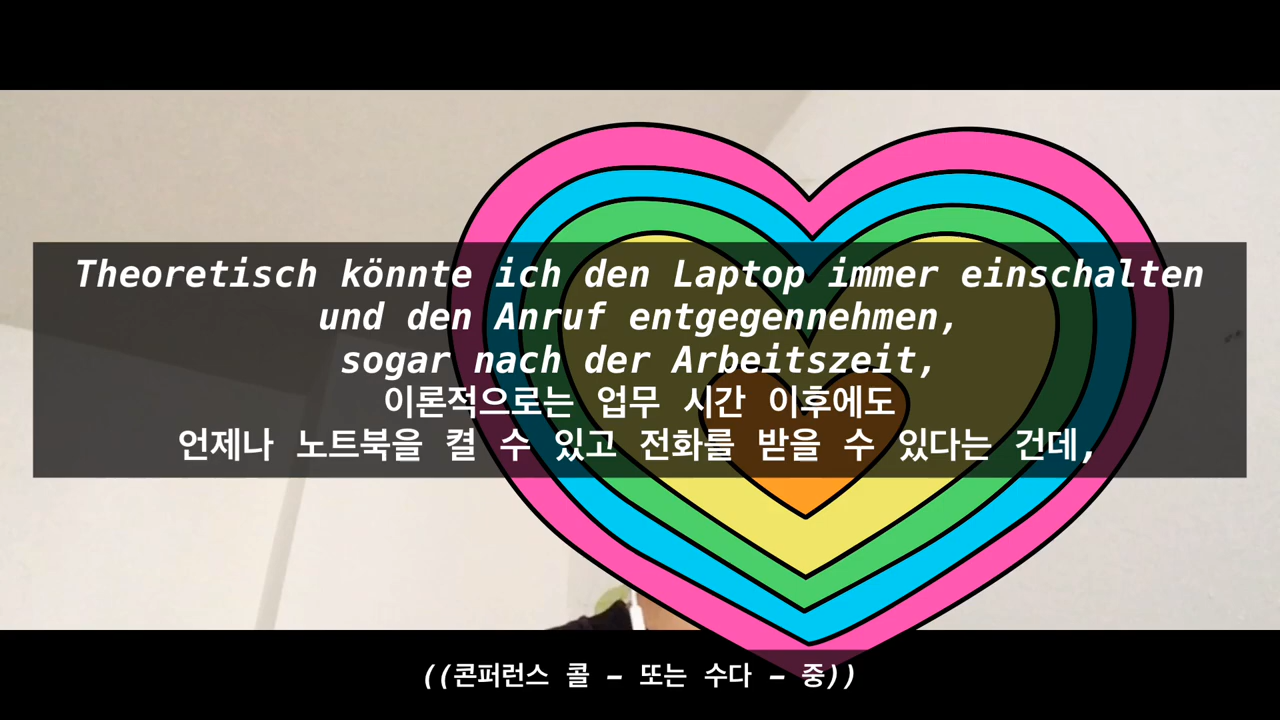 Theoretisch könnte ich den Laptop immer einschalten
und den Anruf entgegennehmen,
sogar nach der Arbeitszeit,
이론적으로는 업무 시간 이후에도
언제나 노트북을 켤 수 있고 전화를 받을 수 있다는 건데,
((콘퍼런스 콜 – 또는 수다 – 중))